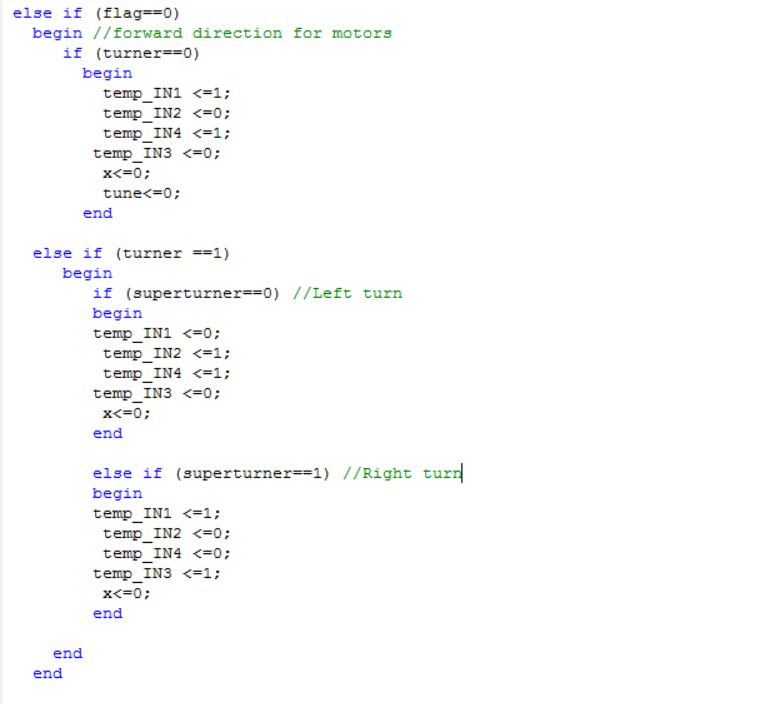 else if (flag==0)
begin //forward direction for motors
if (turner==0)
begin
temp_IN1 <=1;
temp_IN2 <=0;
temp_IN4 <=1;
temp_IN3 <=0;
x<=0;
tune<=0;
end
else if (turner ==1)
begin
if (superturner==0) //Left turn
begin
temp_IN1 <=0;
temp_IN2 <=1;
temp_IN4 <=1;
temp_IN3 <=0;
x<=0;
end
else if (superturner==1) //Right turn
begin
temp_IN1 <=1;
temp_IN2 <=0;
temp_IN4 <=0;
temp_IN3 <=1;
x<=0;
end
end
end